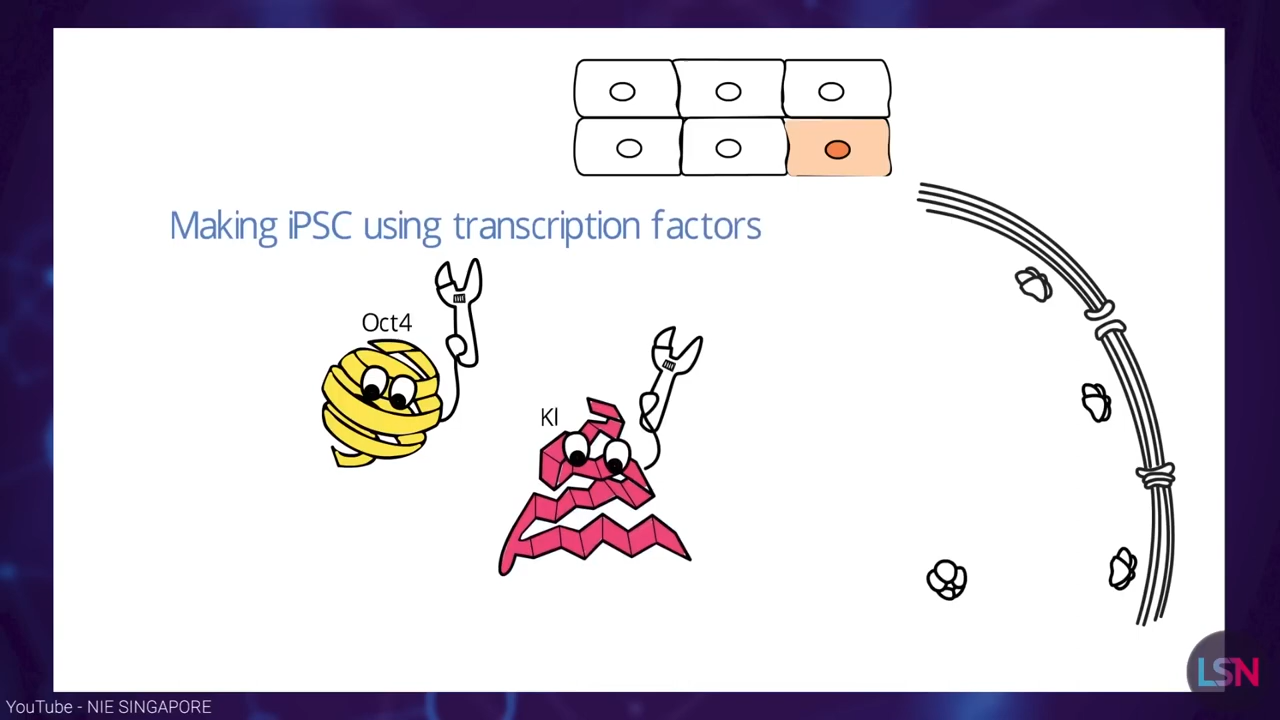 Making iPSC using transcription factors
Oct4
Kl
LSN
YouTube - NIE SINGAPORE